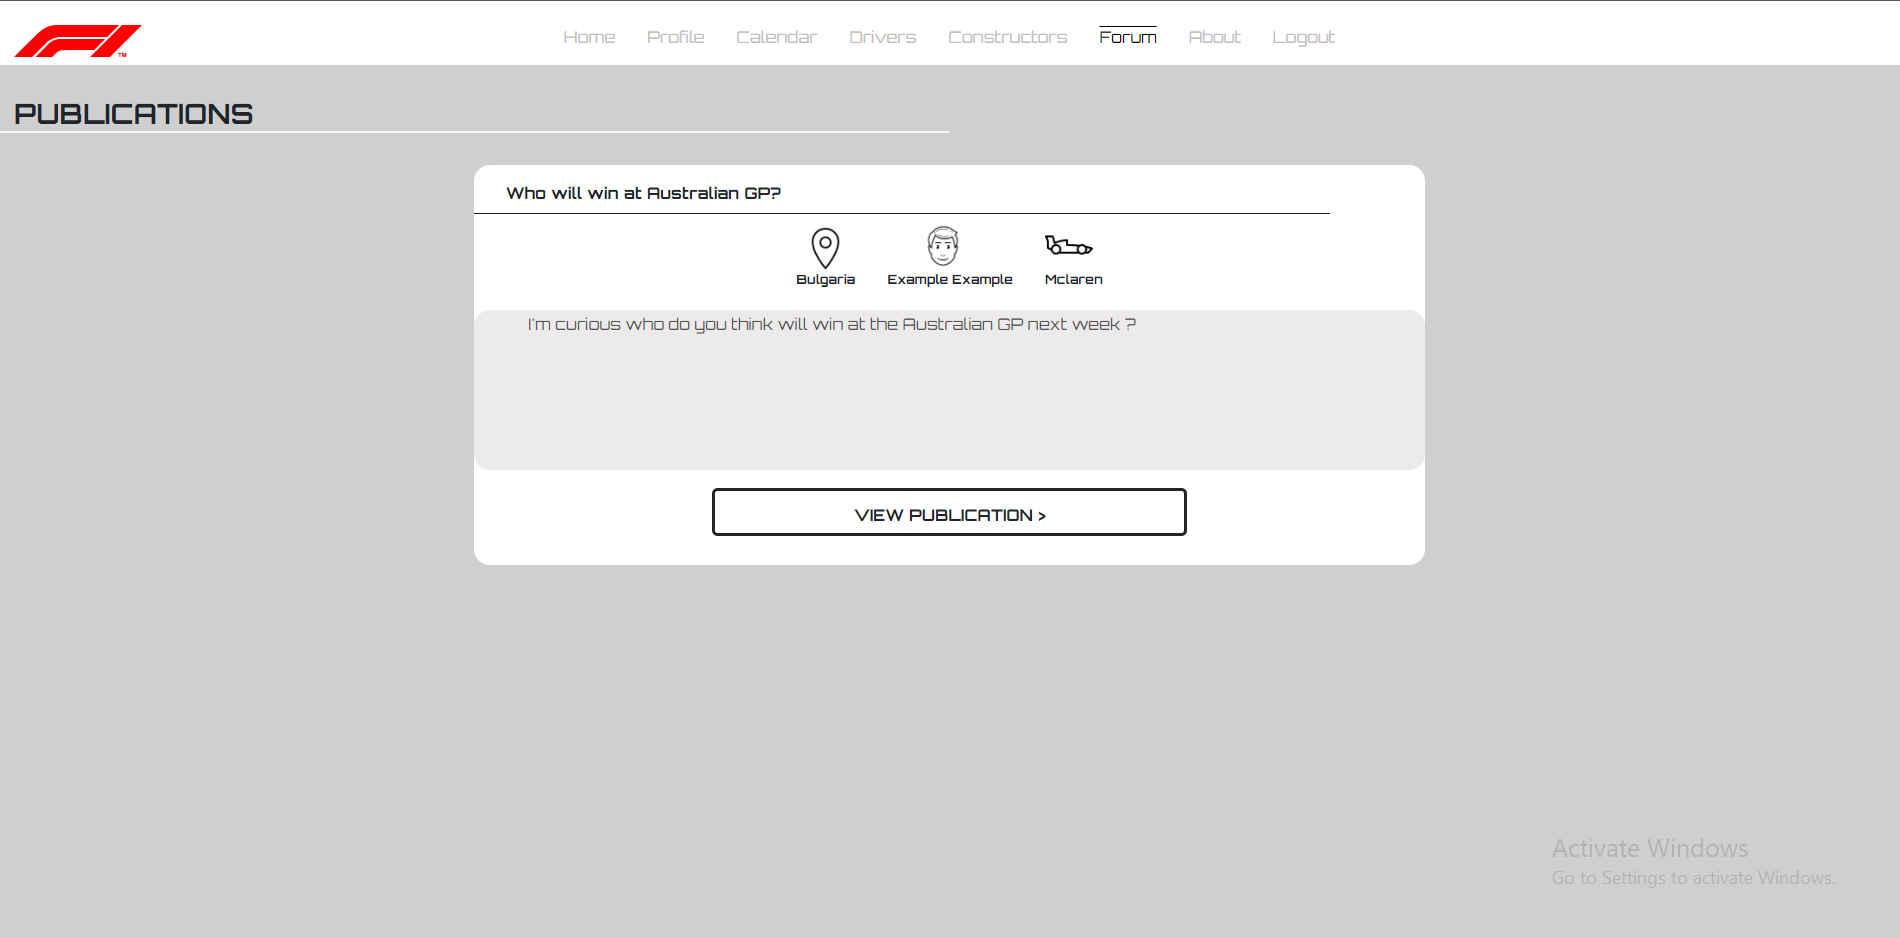 F1 TM
Home Profile Calendar Drivers Constructors Forum About Logout
PUBLICATIONS
Who will win at Australian GP?
Bulgaria Example Example Mclaren
I'm curious who do you think will win at the Australian GP next week ?
VIEW PUBLICATION >
Activate Windows
Go to Settings to activate Windows.